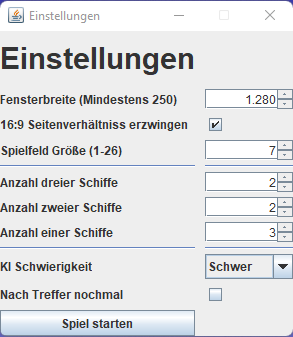 Einstellungen
Einstellungen
Fensterbreite (Mindestens 250) 1.280
16:9 Seitenverhältniss erzwingen
Spielfeld Größe (1-26) 7
Anzahl dreier Schiffe 2
Anzahl zweier Schiffe 2
Anzahl einer Schiffe 3
KI Schwierigkeit Schwer
Nach Treffer nochmal
Spiel starten